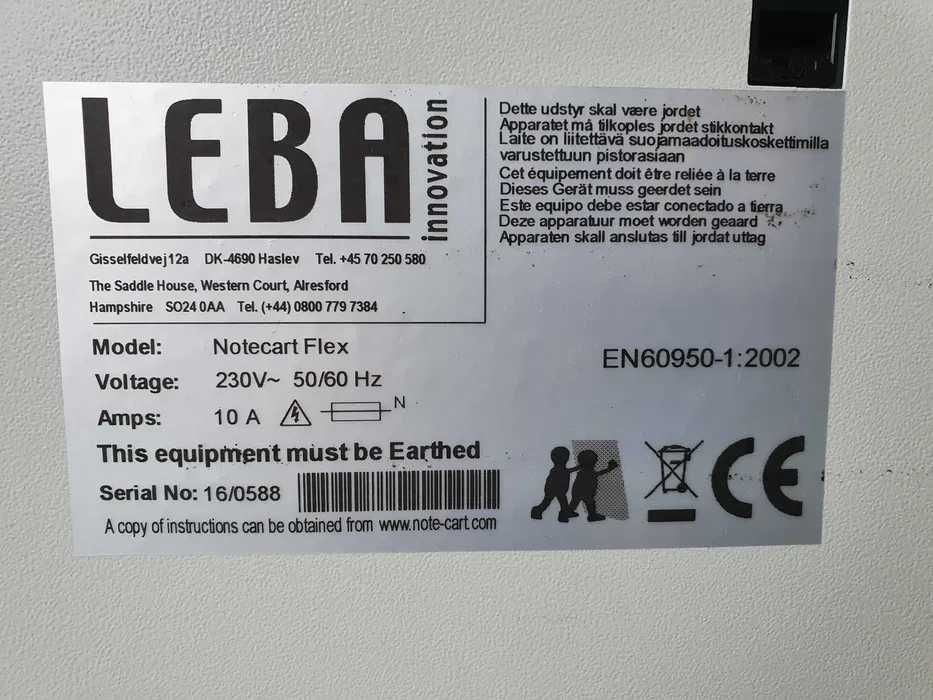 LEBA
innovation
Gisselfeldvej 12a DK-4690 Haslev Tel. +45 70 250 580
The Saddle House, Western Court, Alresford
Hampshire SO24 0AA Tel. (+44) 0800 779 7384
Dette udstyr skal være jordet
Apparatet må tilkoples jordet stikkontakt
Laite on liitettävä suojamaadoituskoskettimilla
varustettuun pistorasiaan
Cet équipement doit être reliée à la terre
Dieses Gerät muss geerdet sein
Este equipo debe estar conectado a tierra
Deze apparatuur moet worden geaard
Apparaten skall anslutas till jordat uttag
Model: Notecart Flex
Voltage: 230V~ 50/60 Hz
Amps: 10 A N
EN60950-1:2002
This equipment must be Earthed
Serial No: 16/0588
A copy of instructions can be obtained from www.note-cart.com
CE